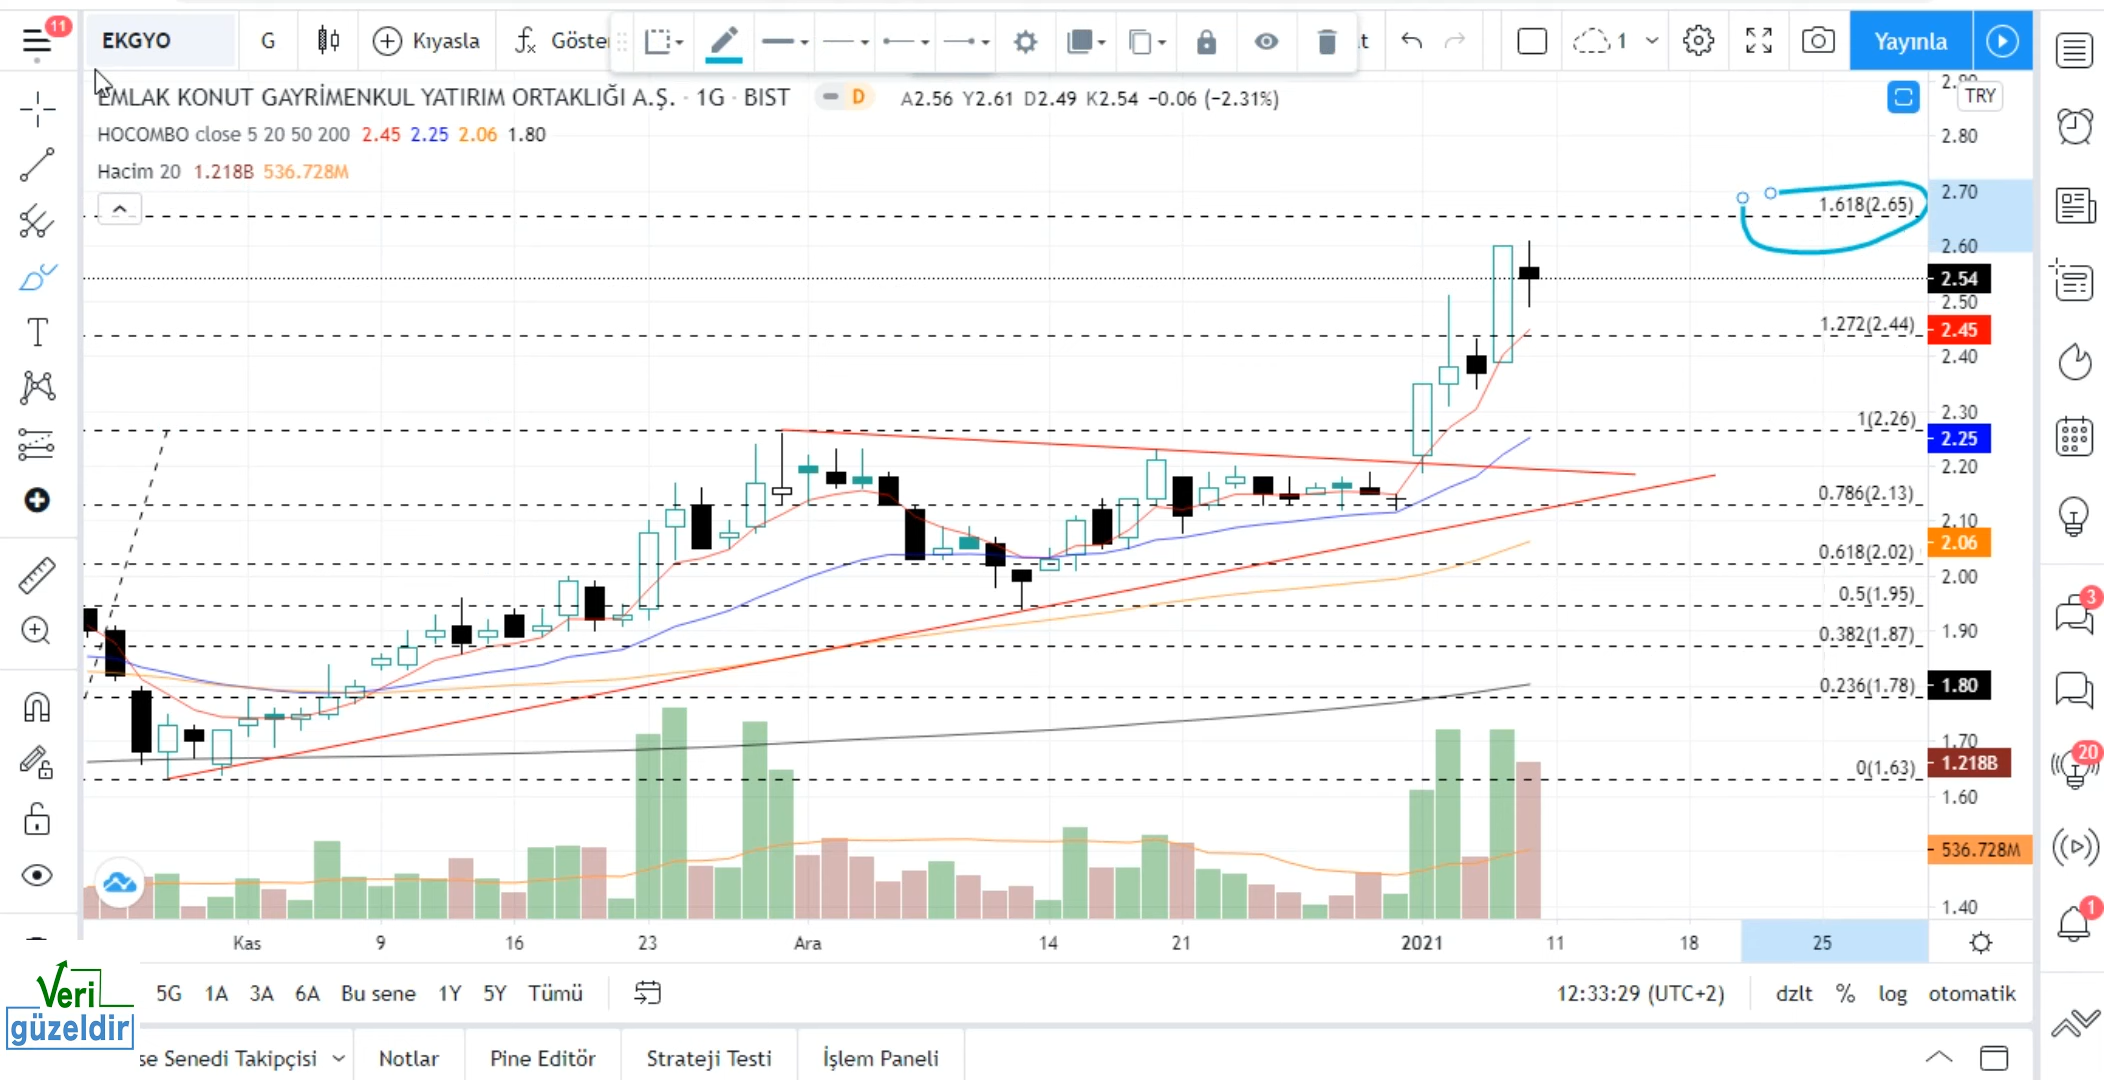 11
EKGYO
G
Kıyasla
Göster
t
1
Yayınla
EMLAK KONUT GAYRİMENKUL YATIRIM ORTAKLIĞI A.Ş. · 1G · BIST
D
A2.56 Y2.61 D2.49 K2.54 −0.06 (−2.31%)
HOCOMBO close 5 20 50 200 2.45 2.25 2.06 1.80
Hacim 20 1.218B 536.728M
TRY
2.90
2.80
2.70
1.618(2.65)
2.60
2.54
2.50
1.272(2.44)
2.45
2.40
2.30
1(2.26)
2.25
2.20
0.786(2.13)
2.10
2.06
0.618(2.02)
2.00
0.5(1.95)
1.90
0.382(1.87)
0.236(1.78)
1.80
1.70
0(1.63)
1.218B
1.60
536.728M
1.40
3
20
1
Kas 9 16 23 Ara 14 21 2021 11 18 25
Veri
güzeldir
5G 1A 3A 6A Bu sene 1Y 5Y Tümü
12:33:29 (UTC+2)
dzlt % log otomatik
se Senedi Takipçisi
Notlar
Pine Editör
Strateji Testi
İşlem Paneli